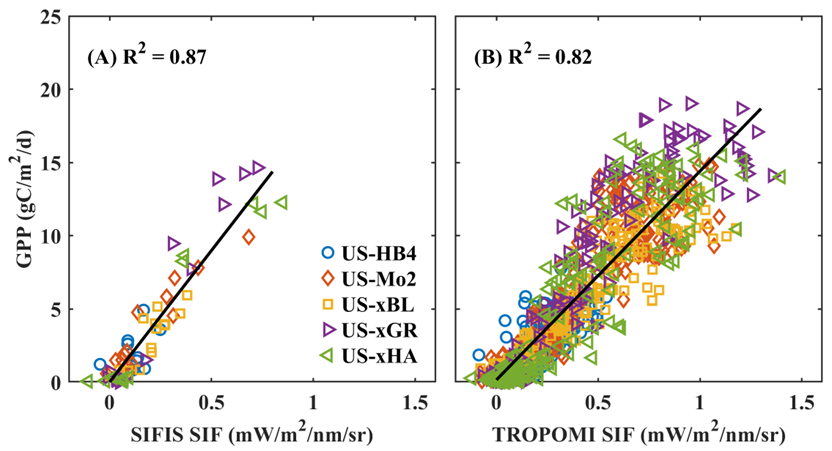 (A) R² = 0.87
(B) R² = 0.82
GPP (gC/m²/d)
25
20
15
10
5
0
US-HB4
US-Mo2
US-xBL
US-xGR
US-xHA
0 0.5 1 1.5
0 0.5 1 1.5
SIFIS SIF (mW/m²/nm/sr)
TROPOMI SIF (mW/m²/nm/sr)